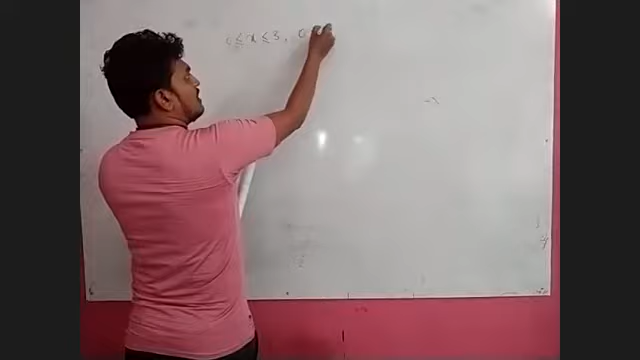 0 ≤ x ≤ 3, 0